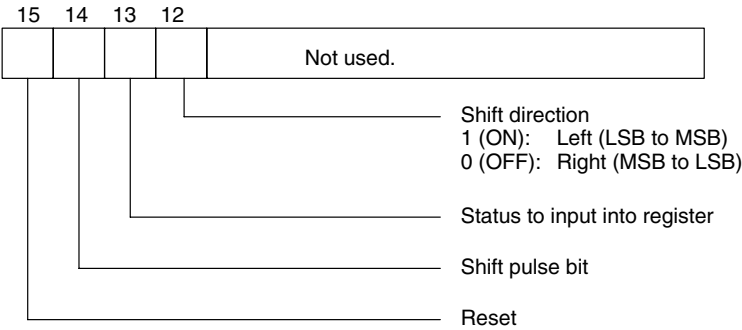 15 14 13 12
Not used.
Shift direction
1 (ON): Left (LSB to MSB)
0 (OFF): Right (MSB to LSB)
Status to input into register
Shift pulse bit
Reset